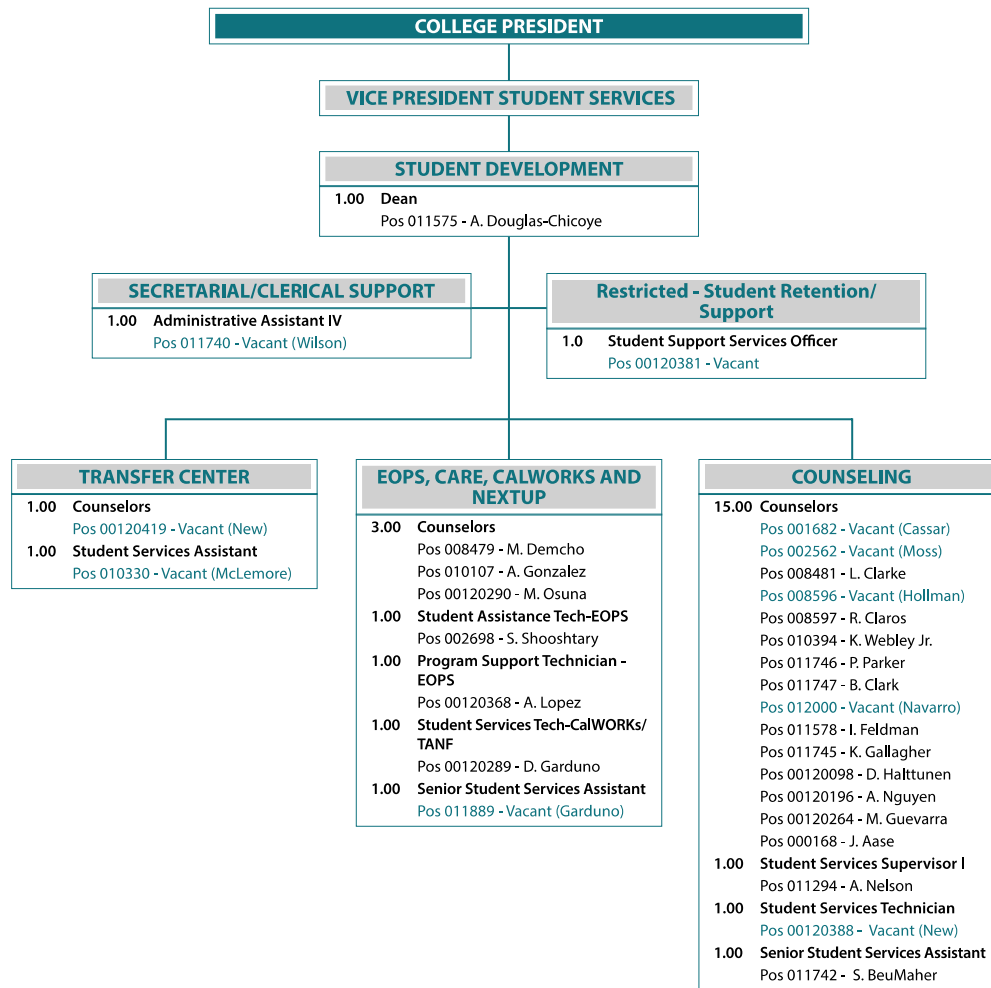 COLLEGE PRESIDENT
VICE PRESIDENT STUDENT SERVICES
STUDENT DEVELOPMENT
1.00 Dean
Pos 011575 - A. Douglas-Chicoye
SECRETARIAL/CLERICAL SUPPORT
1.00 Administrative Assistant IV
Pos 011740 - Vacant (Wilson)
Restricted - Student Retention/
Support
1.0 Student Support Services Officer
Pos 00120381 - Vacant
TRANSFER CENTER
1.00 Counselors
Pos 00120419 - Vacant (New)
1.00 Student Services Assistant
Pos 010330 - Vacant (McLemore)
EOPS, CARE, CALWORKS AND
NEXTUP
3.00 Counselors
Pos 008479 - M. Demcho
Pos 010107 - A. Gonzalez
Pos 00120290 - M. Osuna
1.00 Student Assistance Tech-EOPS
Pos 002698 - S. Shooshtary
1.00 Program Support Technician -
EOPS
Pos 00120368 - A. Lopez
1.00 Student Services Tech-CalWORKs/
TANF
Pos 00120289 - D. Garduno
1.00 Senior Student Services Assistant
Pos 011889 - Vacant (Garduno)
COUNSELING
15.00 Counselors
Pos 001682 - Vacant (Cassar)
Pos 002562 - Vacant (Moss)
Pos 008481 - L. Clarke
Pos 008596 - Vacant (Hollman)
Pos 008597 - R. Claros
Pos 010394 - K. Webley Jr.
Pos 011746 - P. Parker
Pos 011747 - B. Clark
Pos 012000 - Vacant (Navarro)
Pos 011578 - I. Feldman
Pos 011745 - K. Gallagher
Pos 00120098 - D. Halttunen
Pos 00120196 - A. Nguyen
Pos 00120264 - M. Guevarra
Pos 000168 - J. Aase
1.00 Student Services Supervisor I
Pos 011294 - A. Nelson
1.00 Student Services Technician
Pos 00120388 - Vacant (New)
1.00 Senior Student Services Assistant
Pos 011742 - S. BeuMaher